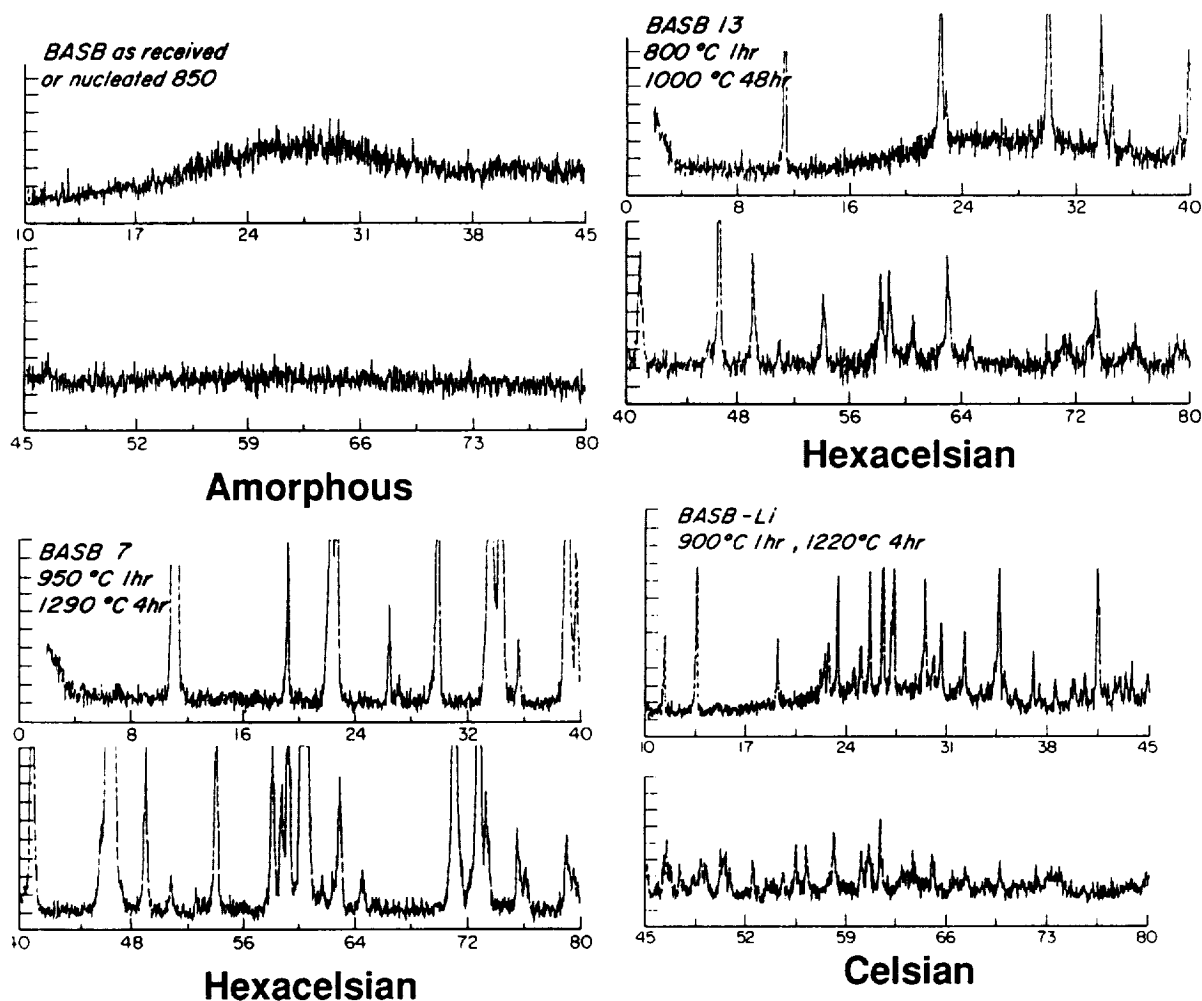 BASB as received
or nucleated 850
10 17 24 31 45
45 52 59 66 73 80
Amorphous
BASB 13
800 °C 1hr
1000 °C 48hr
0 8 16 24 32 40
40 48 56 64 72 80
Hexacelsian
BASB 7
950 °C 1hr
1290 °C 4hr
0 8 16 24 32 40
48 56 64 72 80
Hexacelsian
BASB-Li
900°C 1hr , 1220°C 4hr
10 17 24 31 38 45
45 52 59 66 73 80
Celsian